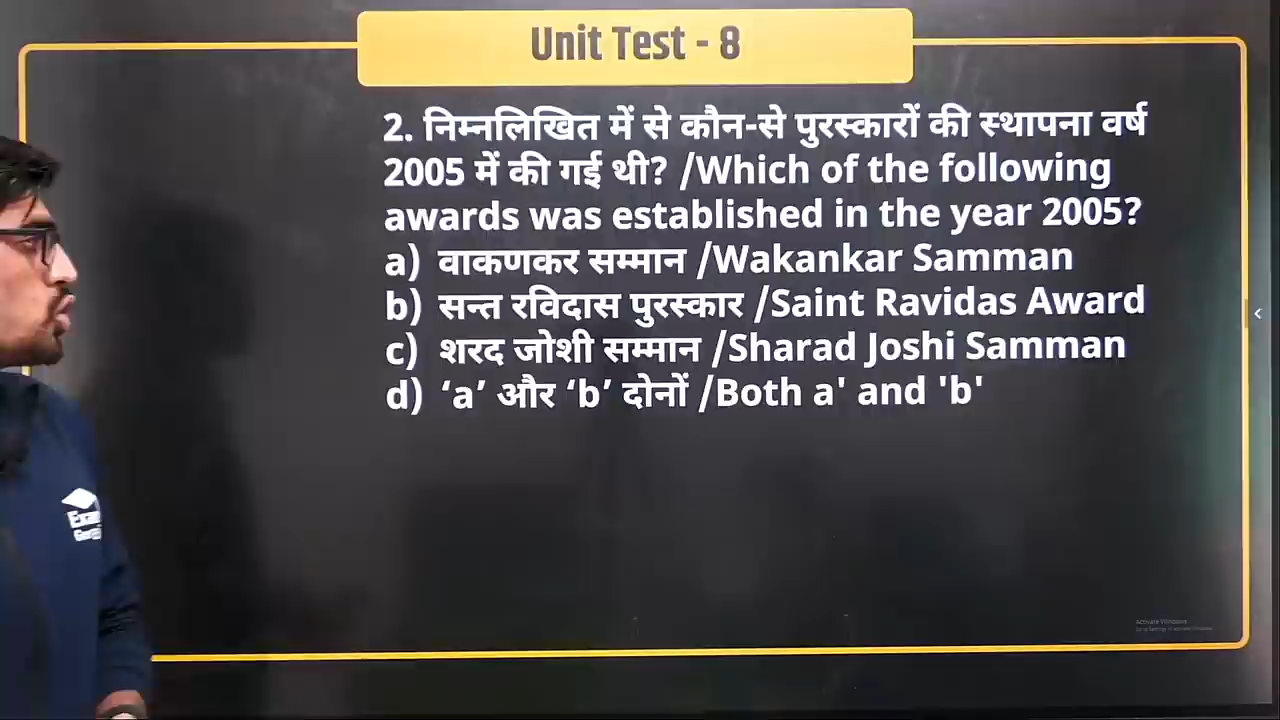 Unit Test - 8
2. निम्नलिखित में से कौन-से पुरस्कारों की स्थापना वर्ष
2005 में की गई थी? /Which of the following
awards was established in the year 2005?
a) वाकणकर सम्मान /Wakankar Samman
b) सन्त रविदास पुरस्कार /Saint Ravidas Award
c) शरद जोशी सम्मान /Sharad Joshi Samman
d) ‘a’ और ‘b’ दोनों /Both a' and 'b'
Activate Windows